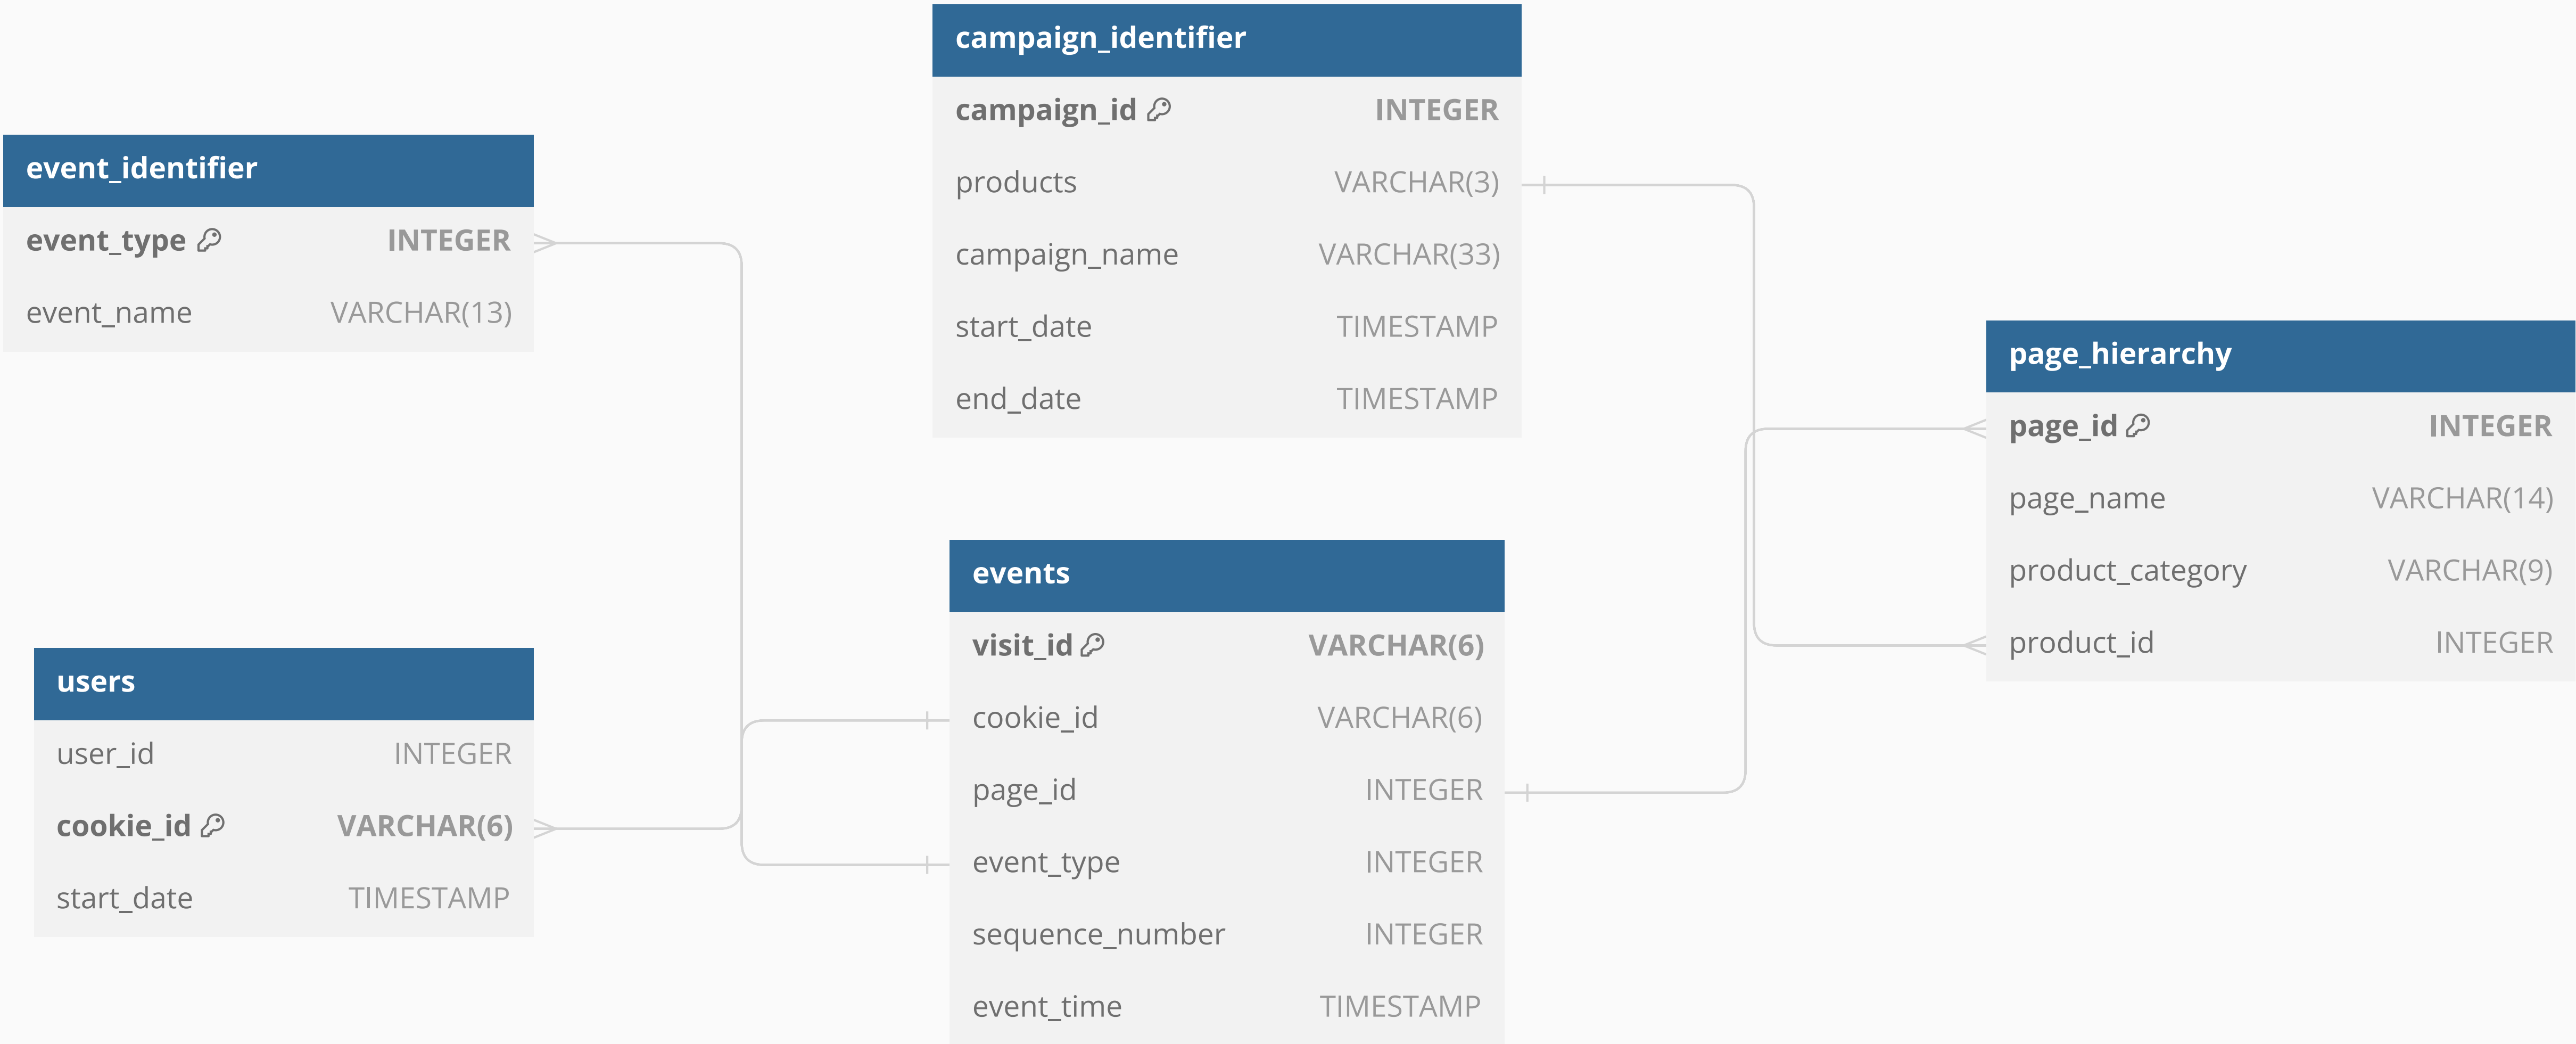 campaign_identifier
campaign_id INTEGER
products VARCHAR(3)
campaign_name VARCHAR(33)
start_date TIMESTAMP
end_date TIMESTAMP
event_identifier
event_type INTEGER
event_name VARCHAR(13)
page_hierarchy
page_id INTEGER
page_name VARCHAR(14)
product_category VARCHAR(9)
product_id INTEGER
events
visit_id VARCHAR(6)
cookie_id VARCHAR(6)
page_id INTEGER
event_type INTEGER
sequence_number INTEGER
event_time TIMESTAMP
users
user_id INTEGER
cookie_id VARCHAR(6)
start_date TIMESTAMP